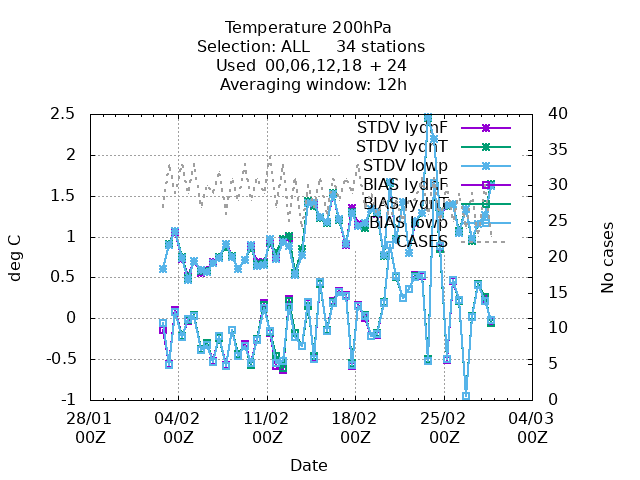 Temperature 200hPa
Selection: ALL 34 stations
Used 00,06,12,18 + 24
Averaging window: 12h
2.5
2
1.5
1
0.5
0
-0.5
-1
40
35
30
25
20
15
10
5
0
deg C
No cases
STDV lydnF
STDV lydnT
STDV lowp
BIAS lydnF
BIAS lydnT
BIAS lowp
CASES
28/01 04/02 11/02 18/02 25/02 04/03
00Z 00Z 00Z 00Z 00Z 00Z
Date